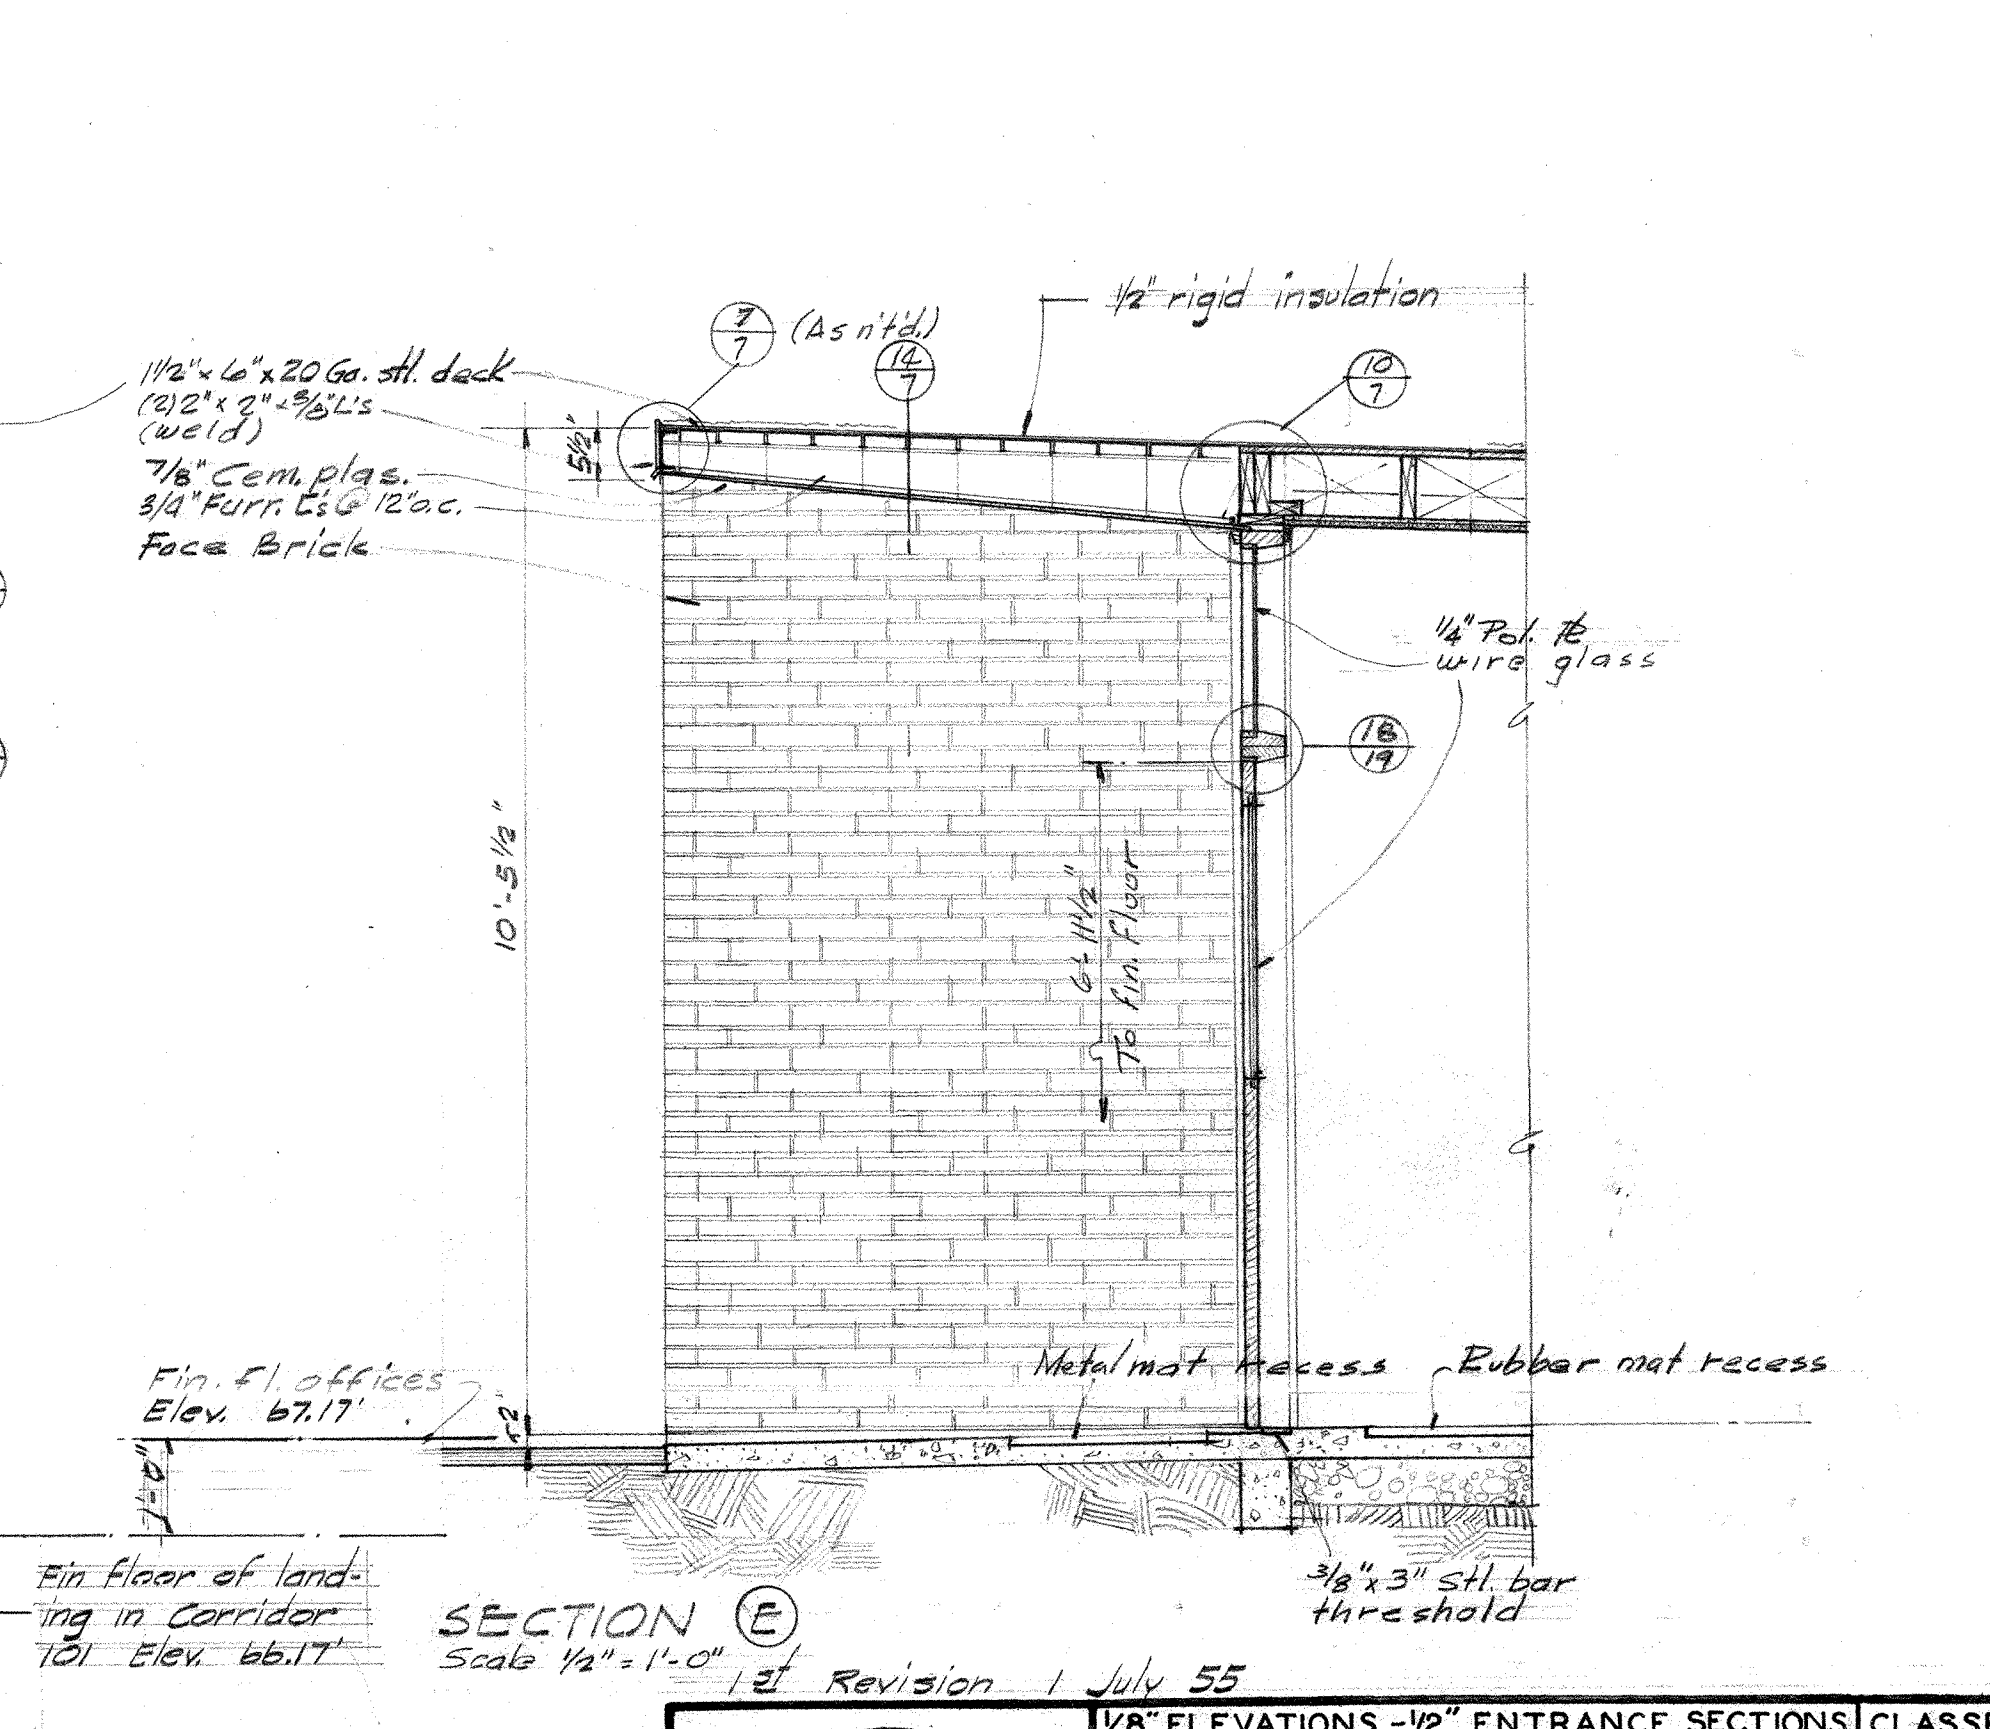 1/2" rigid insulation
7
7
(As n't'd.)
14
7
10
7
1 1/2" x 6" x 20 Ga. stl. deck
(2) 2" x 2" x 3/8" L's
(weld)
7/8" Cem. plas.
3/4" Furr. [s @ 12" o.c.
Face Brick
5 1/2"
1/4" Pol. PL
wire glass
18
19
10'-5 1/2"
6'-11 1/2"
To fin. floor
Metal mat recess
Rubber mat recess
Fin. fl. offices
Elev. 67.17'
2"
1'-0"
Fin floor of land-
ing in Corridor
101 Elev. 66.17'
3/8" x 3" Stl. bar
threshold
SECTION E
Scale 1/2" = 1'-0"
1st Revision 1 July 55
1/8" ELEVATIONS - 1/2" ENTRANCE SECTIONS